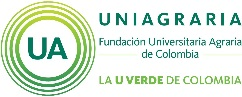 UA
UNIAGRARIA
Fundación Universitaria Agraria
de Colombia
LA U VERDE DE COLOMBIA